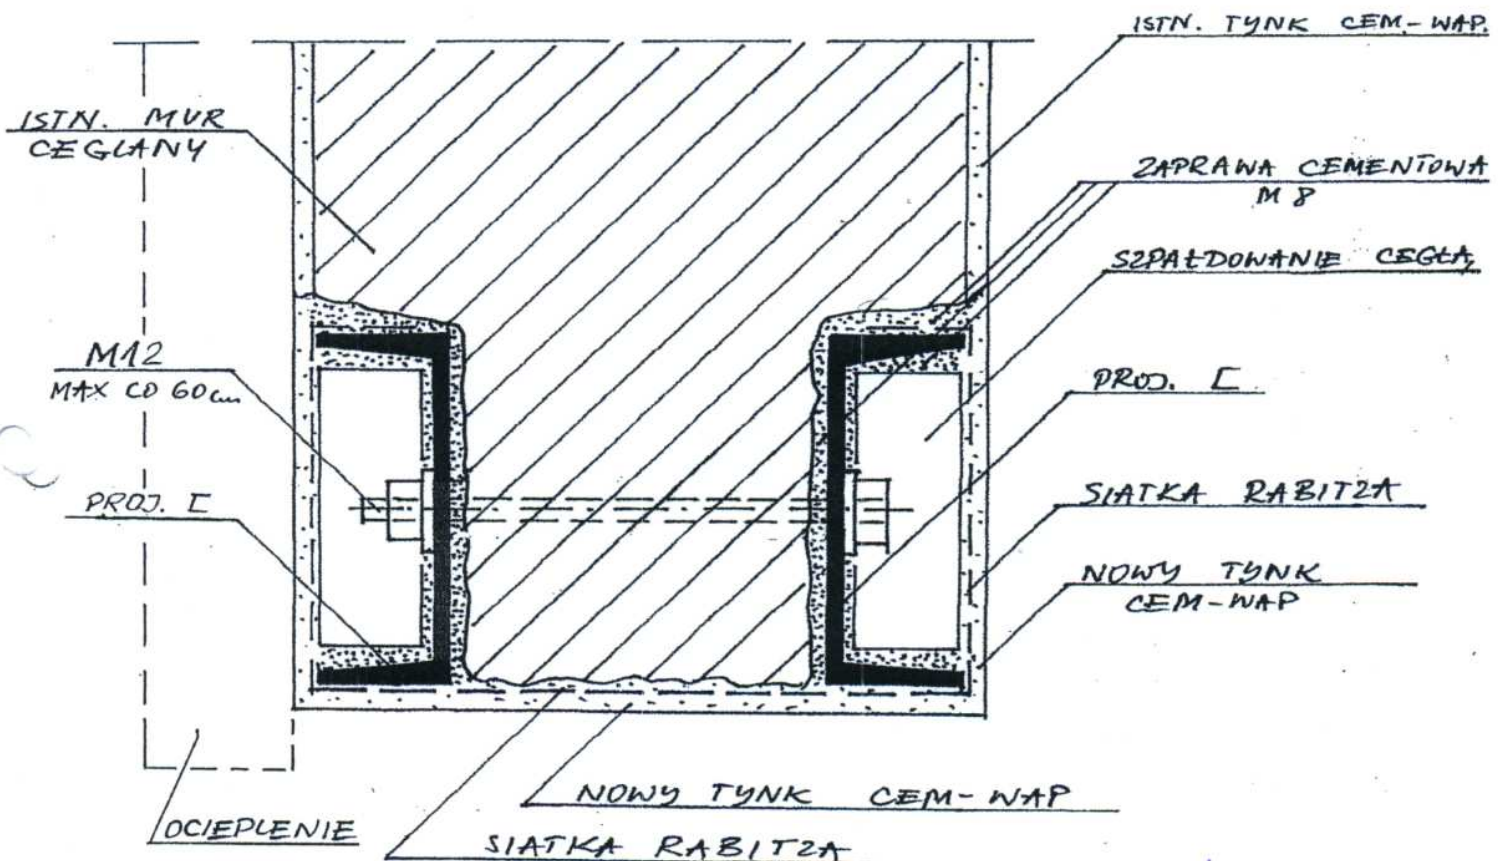 ISTN. TYNK CEM-WAP.
ISTN. MUR
CEGLANY
ZAPRAWA CEMENTOWA
M 8
SZPAŁDOWANIE CEGŁĄ
M12
MAX CO 60cm
PROJ. [
PROJ. [
SIATKA RABITZA
NOWY TYNK
CEM-WAP
NOWY TYNK CEM-WAP
OCIEPLENIE
SIATKA RABITZA